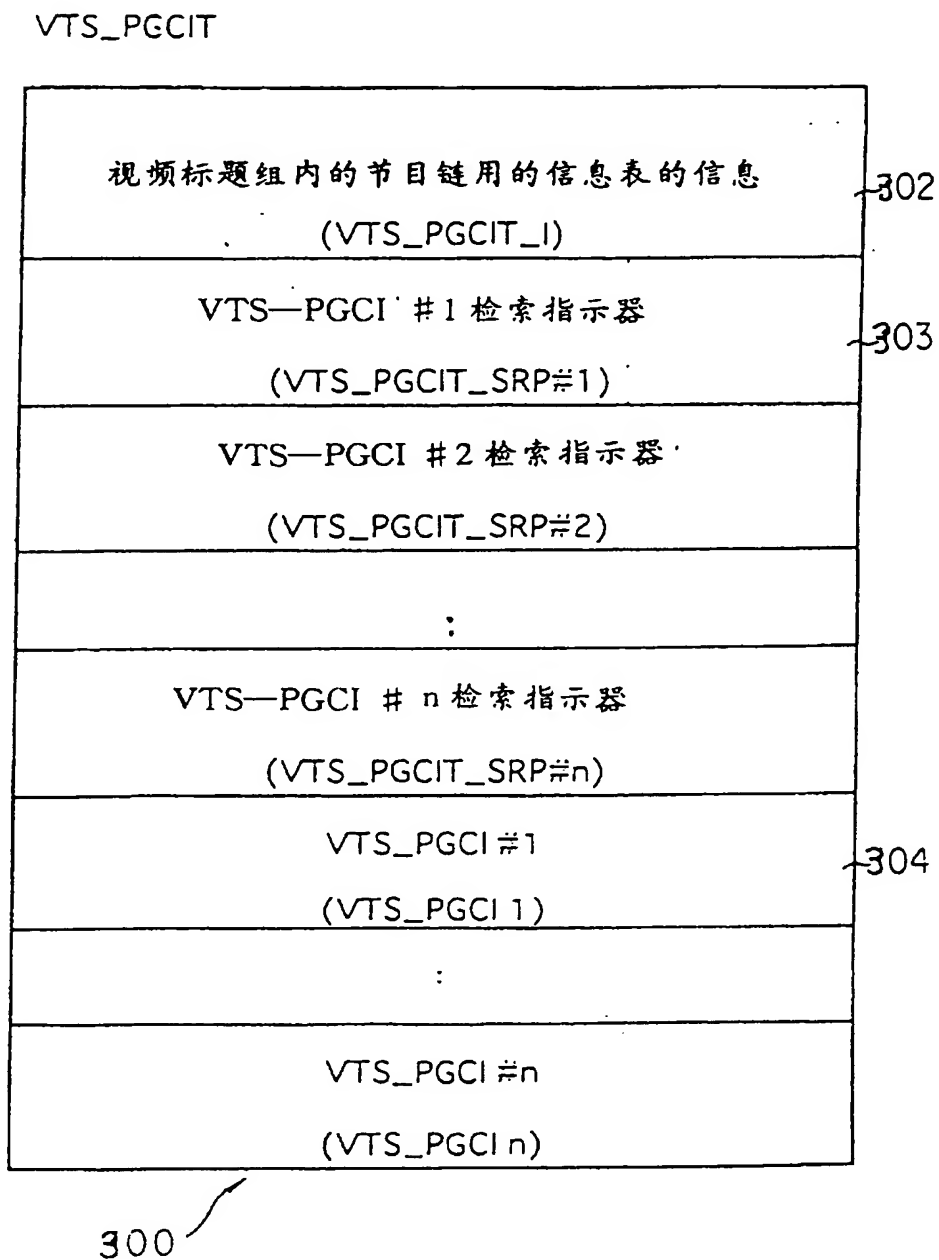 VTS_PGCIT
视频标题组内的节目链用的信息表的信息
302
(VTS_PGCIT_I)
VTS—PGCI #1检索指示器
303
(VTS_PGCIT_SRP#1)
VTS—PGCI #2检索指示器
(VTS_PGCIT_SRP#2)
:
VTS—PGCI # n检索指示器
(VTS_PGCIT_SRP#n)
VTS_PGCI #1
304
(VTS_PGCI 1)
:
VTS_PGCI #n
(VTS_PGCI n)
300